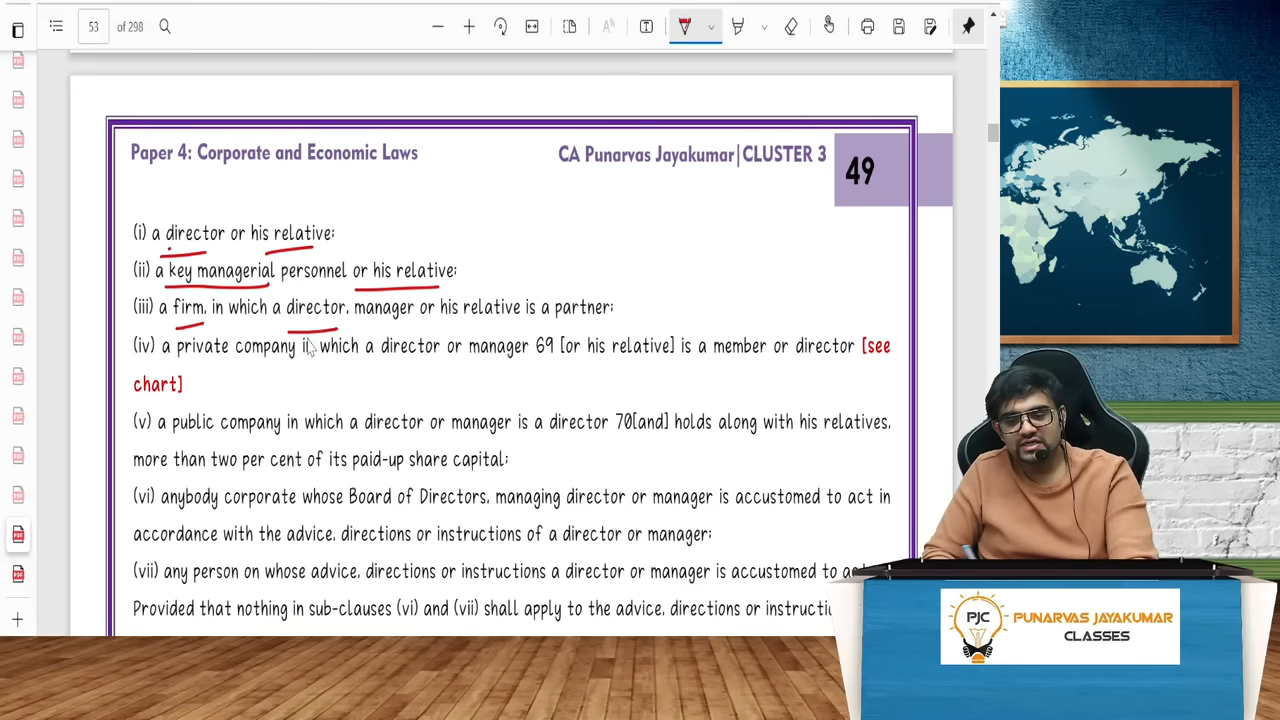 53 of 298
Paper 4: Corporate and Economic Laws
CA Punarvas Jayakumar|CLUSTER 3
49
(i) a director or his relative;
(ii) a key managerial personnel or his relative;
(iii) a firm, in which a director, manager or his relative is a partner;
(iv) a private company in which a director or manager 69 [or his relative] is a member or director [see
chart]
(v) a public company in which a director or manager is a director 70[and] holds along with his relatives,
more than two per cent of its paid-up share capital;
(vi) anybody corporate whose Board of Directors, managing director or manager is accustomed to act in
accordance with the advice, directions or instructions of a director or manager;
(vii) any person on whose advice, directions or instructions a director or manager is accustomed to
Provided that nothing in sub-clauses (vi) and (vii) shall apply to the advice, directions or
PJC
PUNARVAS JAYAKUMAR
CLASSES